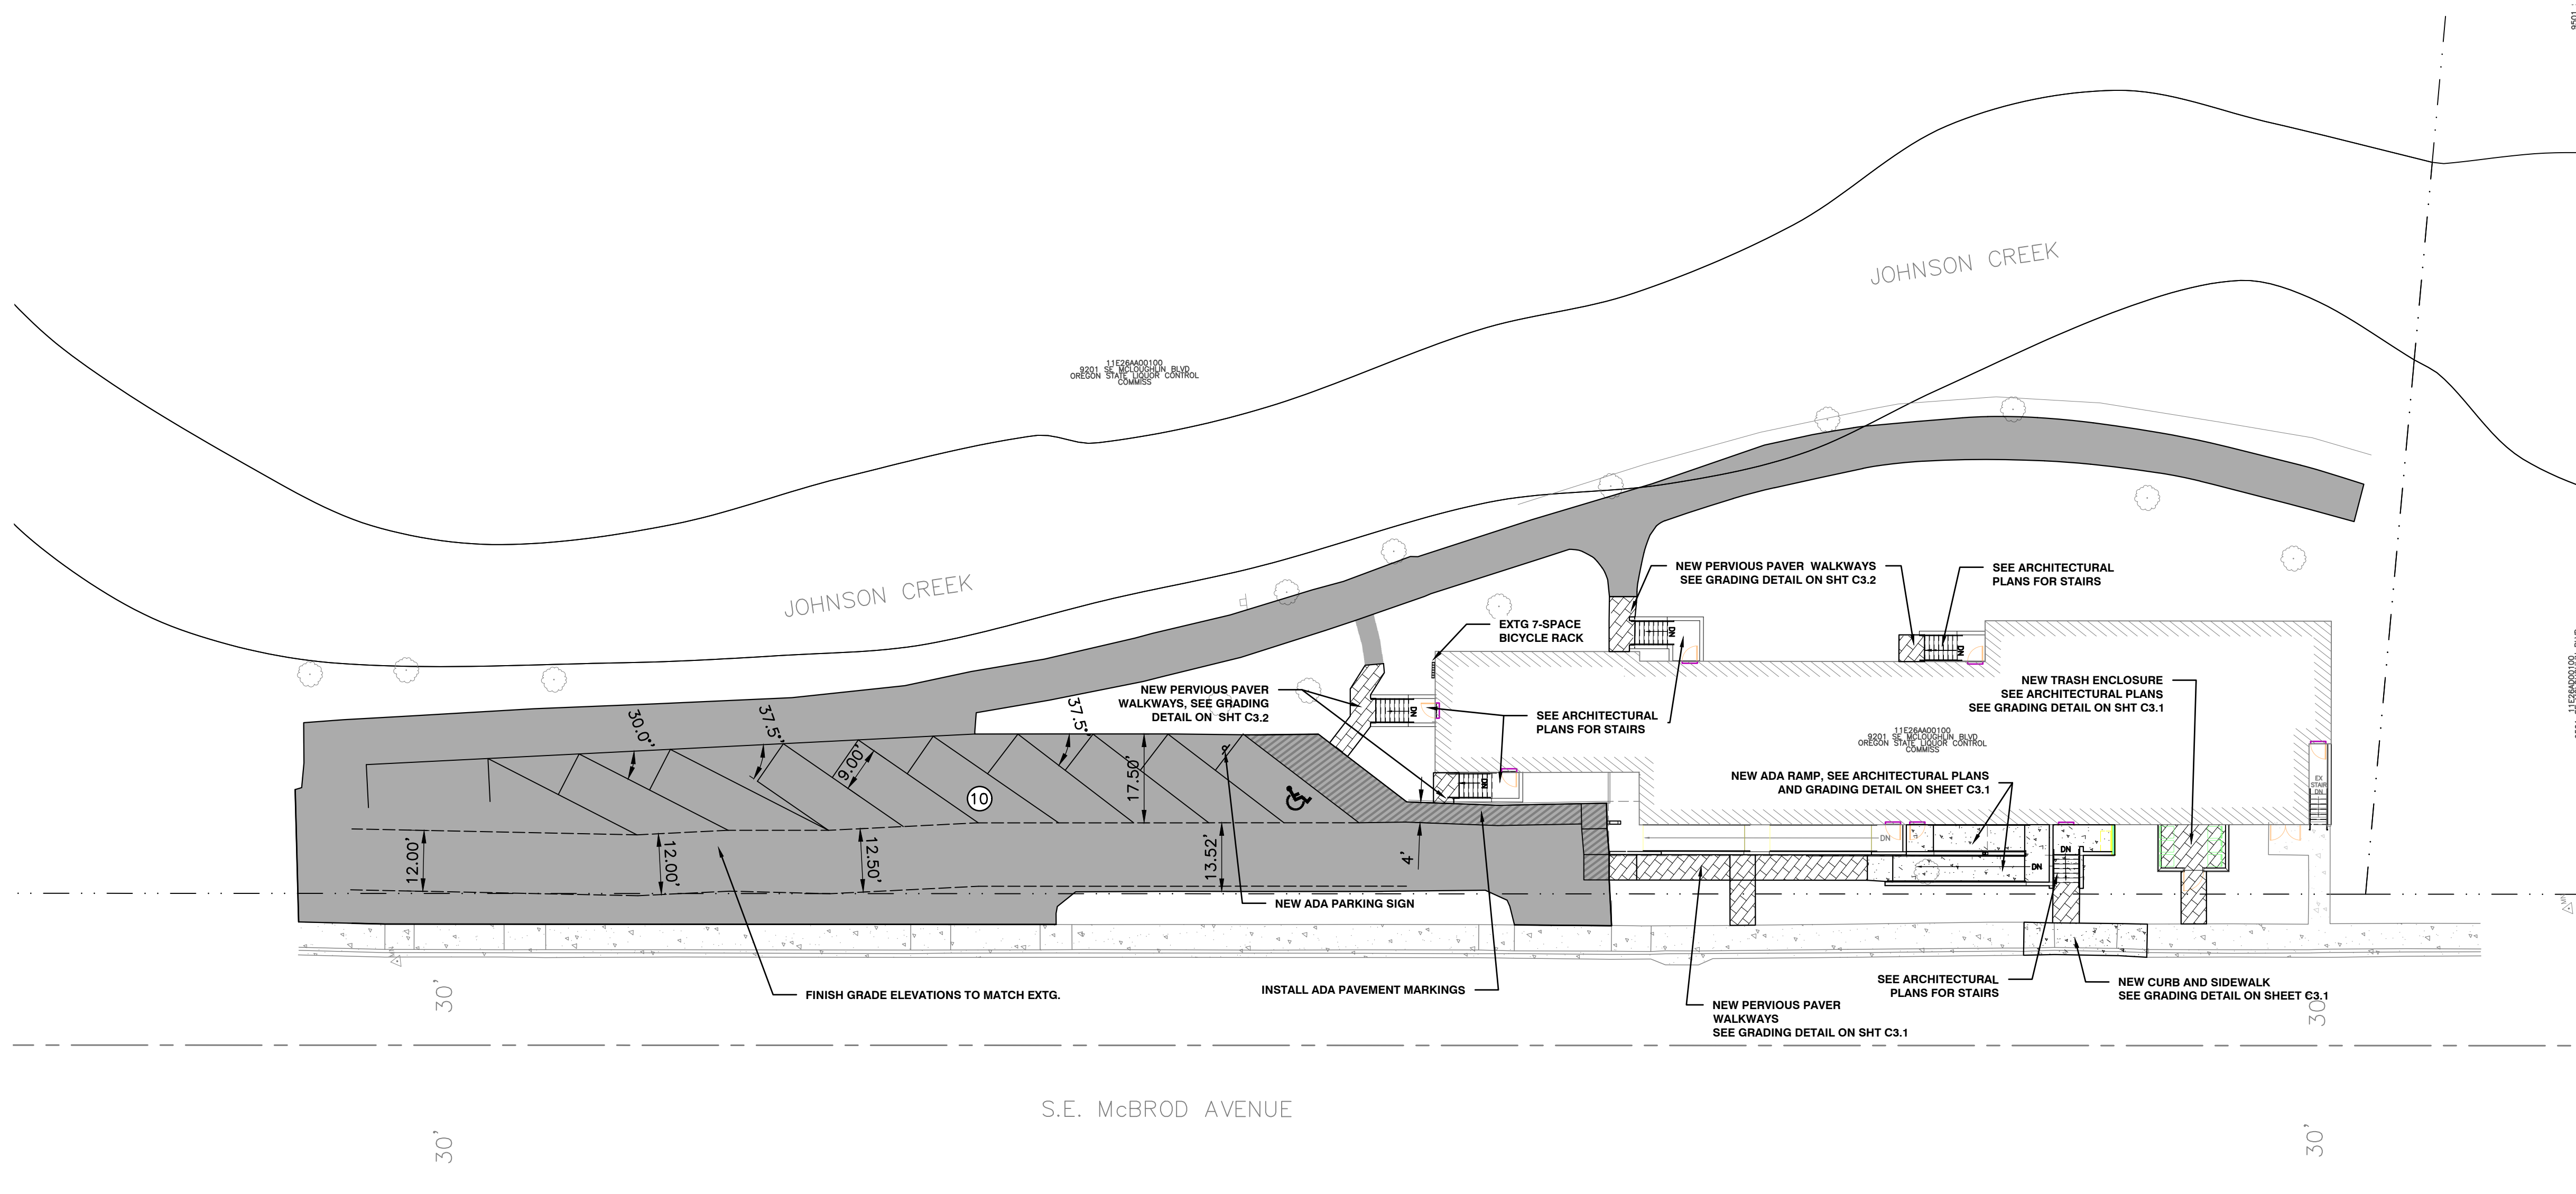 9501
JOHNSON CREEK
11E26AA00100
9201 SE MCLOUGHLIN BLVD
OREGON STATE LIQUOR CONTROL
COMMISS
JOHNSON CREEK
NEW PERVIOUS PAVER WALKWAYS
SEE GRADING DETAIL ON SHT C3.2
SEE ARCHITECTURAL
PLANS FOR STAIRS
EXTG 7-SPACE
BICYCLE RACK
DN
DN
NEW PERVIOUS PAVER
WALKWAYS, SEE GRADING
DETAIL ON SHT C3.2
DN
SEE ARCHITECTURAL
PLANS FOR STAIRS
NEW TRASH ENCLOSURE
SEE ARCHITECTURAL PLANS
SEE GRADING DETAIL ON SHT C3.1
11E26AD00100
11E26AA00100
9201 SE MCLOUGHLIN BLVD
OREGON STATE LIQUOR CONTROL
COMMISS
30.0°
37.5°
37.5°
9.00'
17.50'
10
DN
NEW ADA RAMP, SEE ARCHITECTURAL PLANS
AND GRADING DETAIL ON SHEET C3.1
EX
STAIR
DN
12.00'
12.00'
12.50'
13.52'
4'
DN
DN
DN
NEW ADA PARKING SIGN
FINISH GRADE ELEVATIONS TO MATCH EXTG.
INSTALL ADA PAVEMENT MARKINGS
NEW PERVIOUS PAVER
WALKWAYS
SEE GRADING DETAIL ON SHT C3.1
SEE ARCHITECTURAL
PLANS FOR STAIRS
NEW CURB AND SIDEWALK
SEE GRADING DETAIL ON SHEET C3.1
30'
30'
S.E. McBROD AVENUE
30'
30'